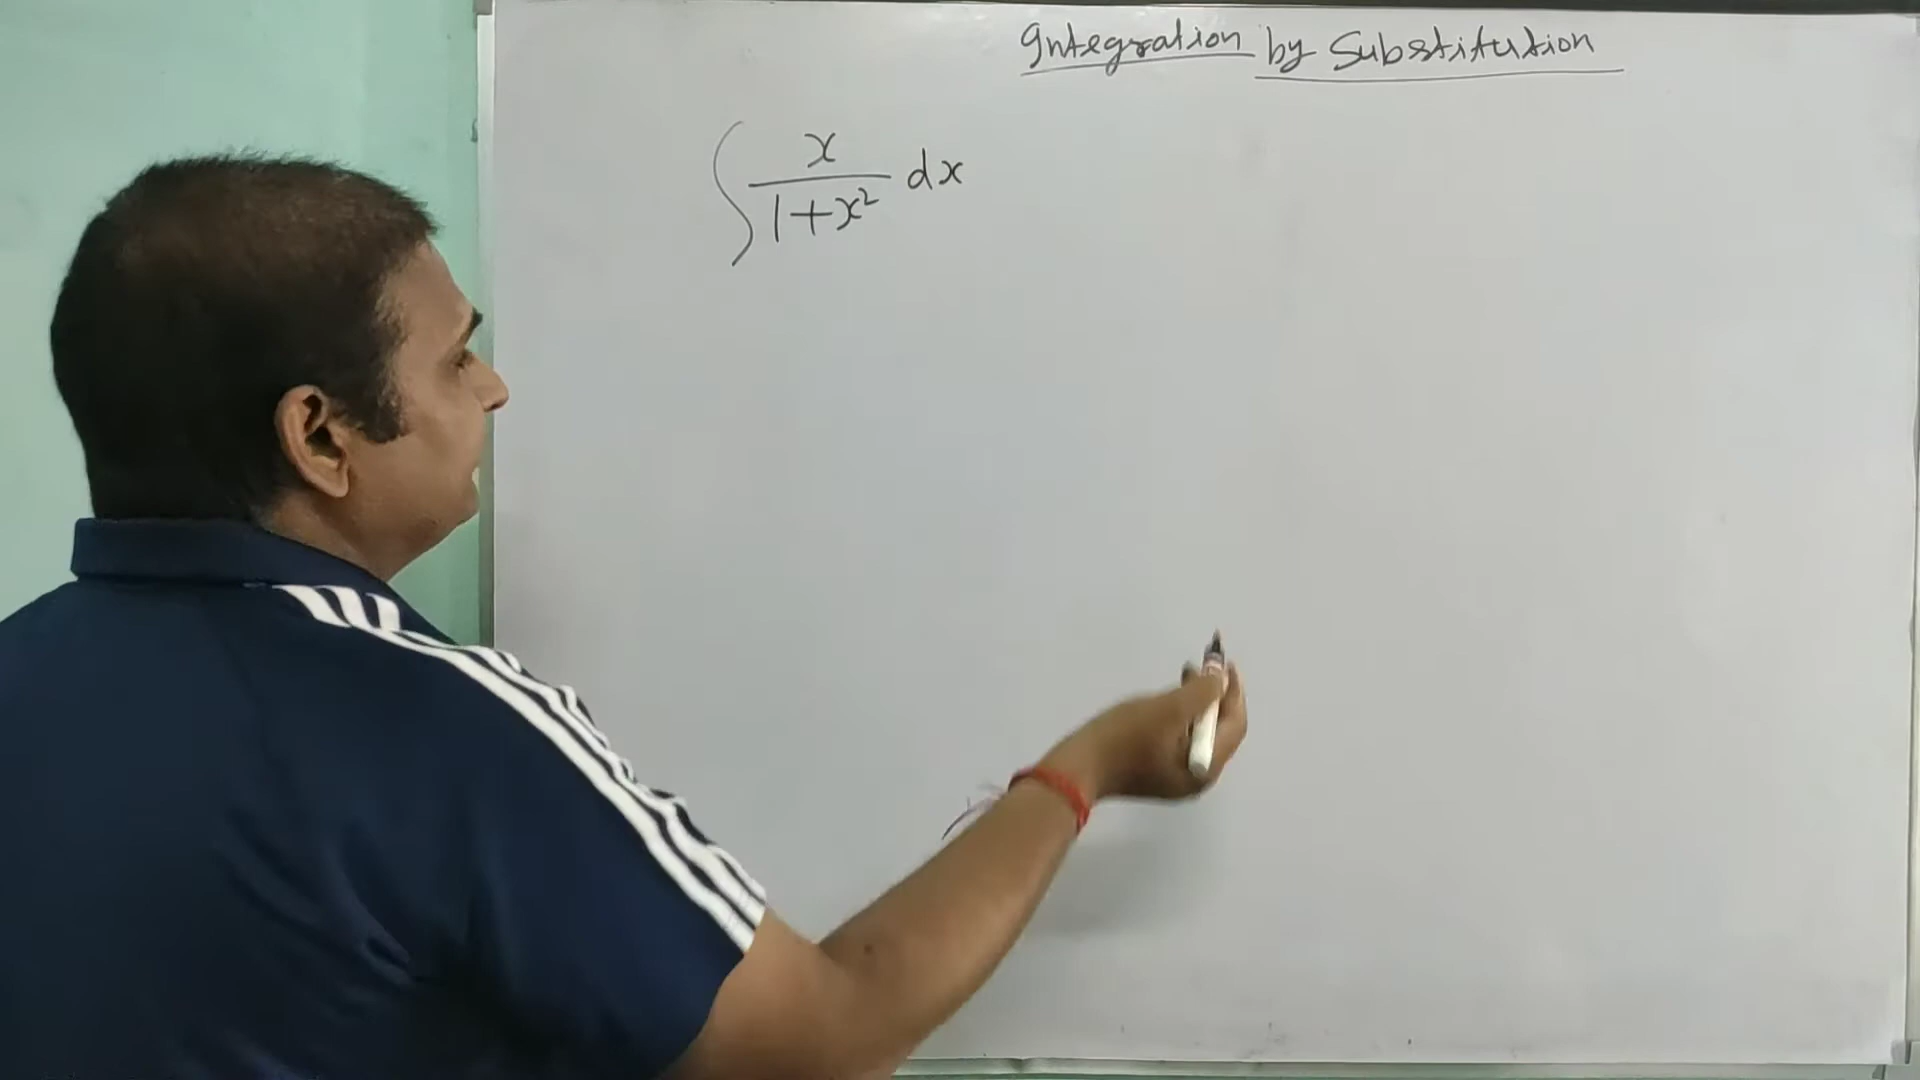 Integration by Substitution
∫ x/(1+x²) dx